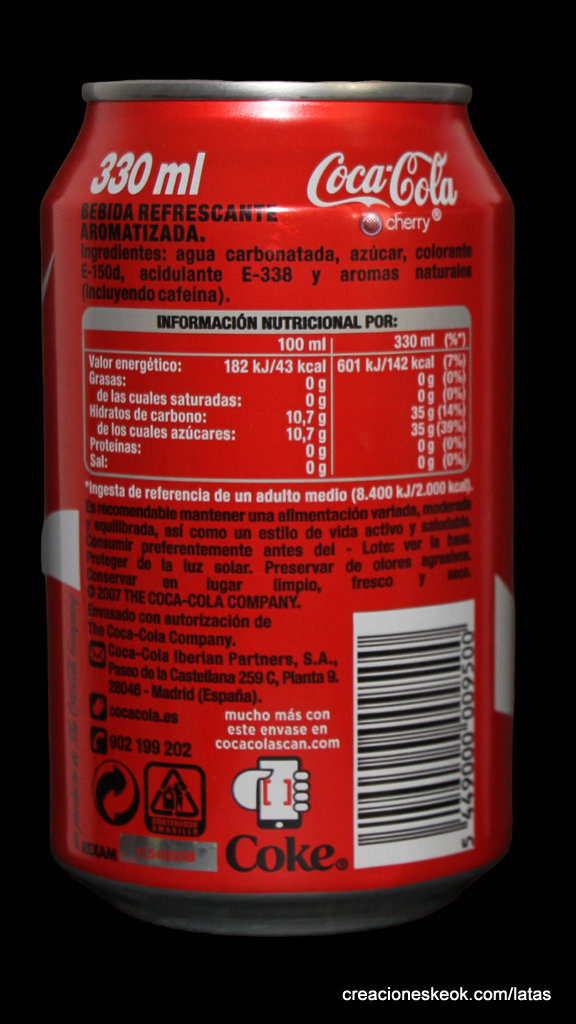 330 ml
Coca-Cola
cherry®
BEBIDA REFRESCANTE
AROMATIZADA.
Ingredientes: agua carbonatada, azúcar, colorante
E-150d, acidulante E-338 y aromas naturales
(incluyendo cafeína).
INFORMACIÓN NUTRICIONAL POR:
100 ml 330 ml (%*)
Valor energético: 182 kJ/43 kcal 601 kJ/142 kcal (7%)
Grasas: 0 g 0 g (0%)
de las cuales saturadas: 0 g 0 g (0%)
Hidratos de carbono: 10,7 g 35 g (14%)
de los cuales azúcares: 10,7 g 35 g (39%)
Proteínas: 0 g 0 g (0%)
Sal: 0 g 0 g (0%)
*Ingesta de referencia de un adulto medio (8.400 kJ/2.000 kcal).
Es recomendable mantener una alimentación variada, moderada
y equilibrada, así como un estilo de vida activo y saludable.
Consumir preferentemente antes del - Lote: ver la base.
Proteger de la luz solar. Preservar de olores agresivos.
Conservar en lugar limpio, fresco y seco.
© 2007 THE COCA-COLA COMPANY.
Envasado con autorización de
The Coca-Cola Company.
Coca-Cola Iberian Partners, S.A.,
Paseo de la Castellana 259 C, Planta 9.
28046 - Madrid (España).
cocacola.es
902 199 202
mucho más con
este envase en
cocacolascan.com
CONTENEDOR
AMARILLO
REXAM
Coke®
5 449000 009500
producto de The Coca-Cola Company
creacioneskeok.com/latas